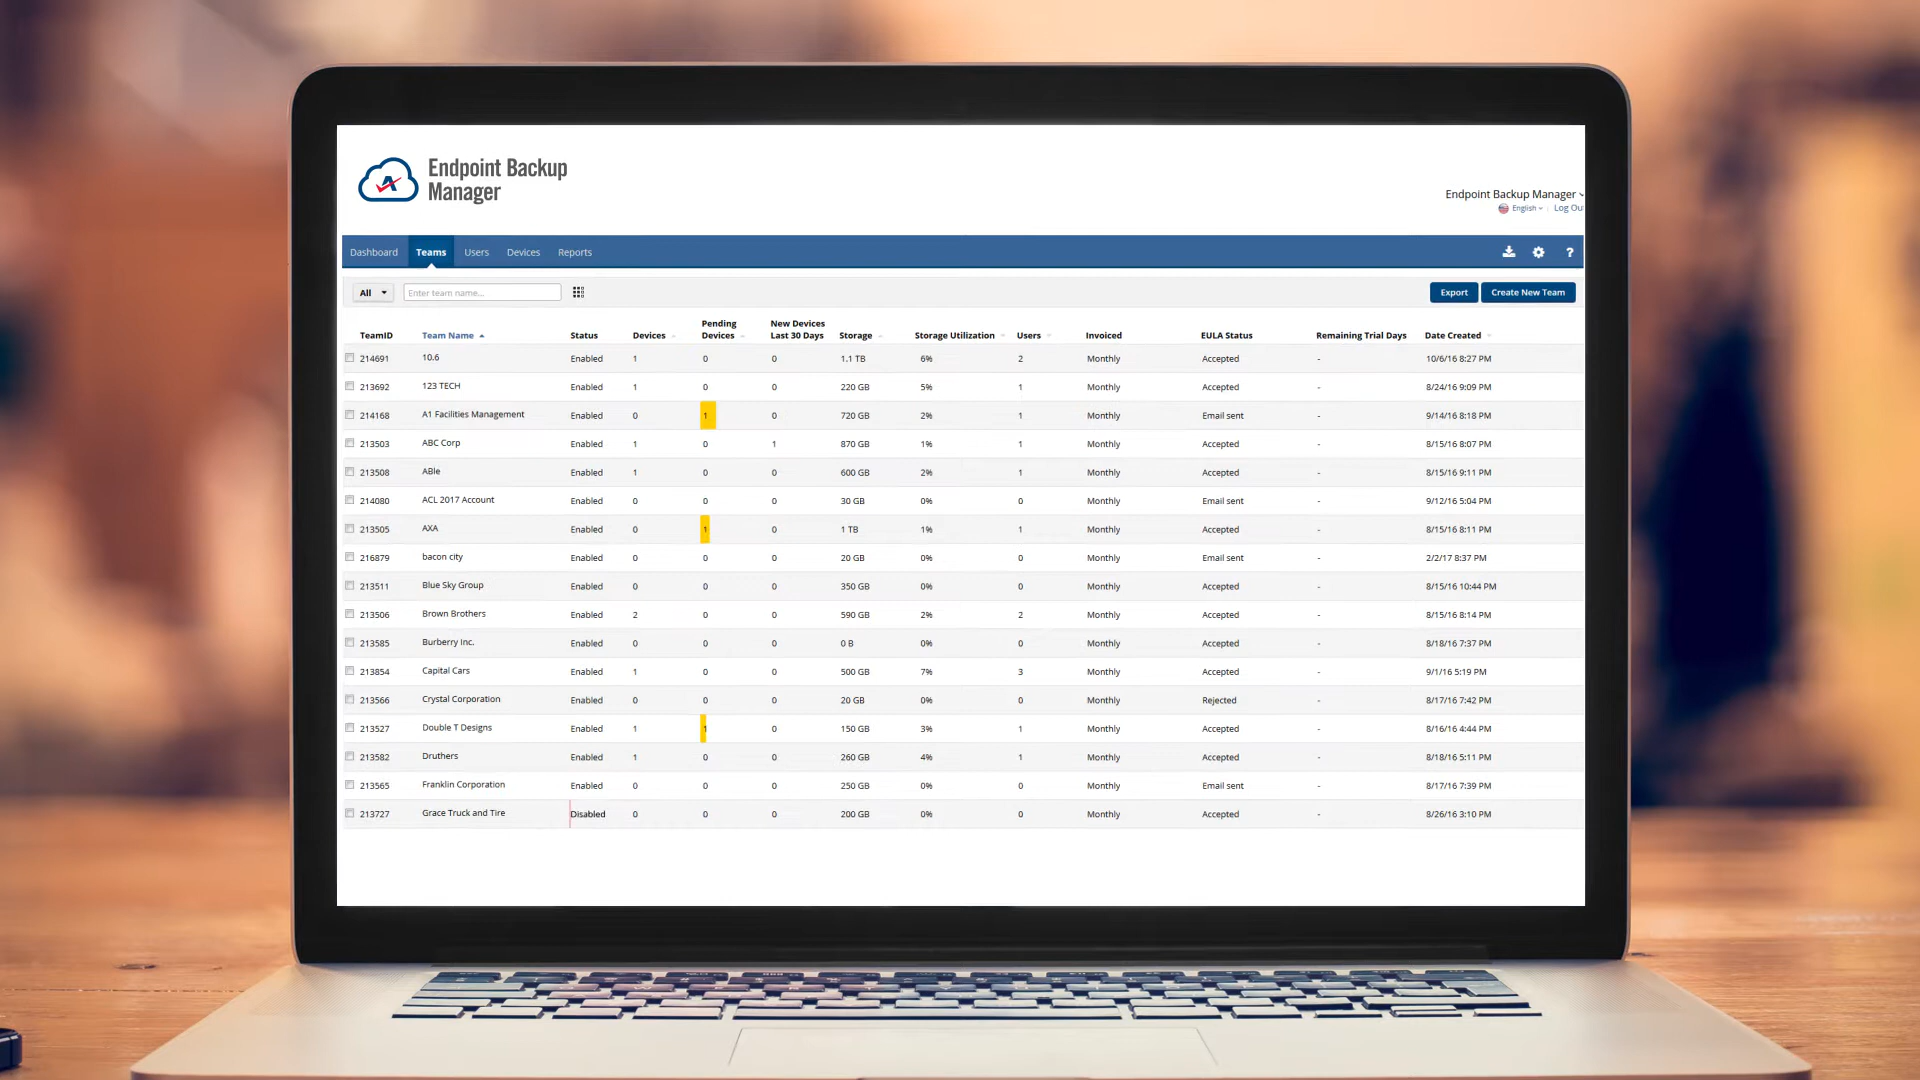 Endpoint Backup
Manager
Endpoint Backup Manager
English
Log Ou
Dashboard Teams Users Devices Reports ?
All Enter team name... Export Create New Team
TeamID Team Name Status Devices Pending Devices New Devices Last 30 Days Storage Storage Utilization Users Invoiced EULA Status Remaining Trial Days Date Created
214691 10.6 Enabled 1 0 0 1.1 TB 6% 2 Monthly Accepted - 10/6/16 8:27 PM
213692 123 TECH Enabled 1 0 0 220 GB 5% 1 Monthly Accepted - 8/24/16 9:09 PM
214168 A1 Facilities Management Enabled 0 1 0 720 GB 2% 1 Monthly Email sent - 9/14/16 8:18 PM
213503 ABC Corp Enabled 1 0 1 870 GB 1% 1 Monthly Accepted - 8/15/16 8:07 PM
213508 ABle Enabled 1 0 0 600 GB 2% 1 Monthly Accepted - 8/15/16 9:11 PM
214080 ACL 2017 Account Enabled 0 0 0 30 GB 0% 0 Monthly Email sent - 9/12/16 5:04 PM
213505 AXA Enabled 0 1 0 1 TB 1% 1 Monthly Accepted - 8/15/16 8:11 PM
216879 bacon city Enabled 0 0 0 20 GB 0% 0 Monthly Email sent - 2/2/17 8:37 PM
213511 Blue Sky Group Enabled 0 0 0 350 GB 0% 0 Monthly Accepted - 8/15/16 10:44 PM
213506 Brown Brothers Enabled 2 0 0 590 GB 2% 2 Monthly Accepted - 8/15/16 8:14 PM
213585 Burberry Inc. Enabled 0 0 0 0 B 0% 0 Monthly Accepted - 8/18/16 7:37 PM
213854 Capital Cars Enabled 1 0 0 500 GB 7% 3 Monthly Accepted - 9/1/16 5:19 PM
213566 Crystal Corporation Enabled 0 0 0 20 GB 0% 0 Monthly Rejected - 8/17/16 7:42 PM
213527 Double T Designs Enabled 1 1 0 150 GB 3% 1 Monthly Accepted - 8/16/16 4:44 PM
213582 Druthers Enabled 1 0 0 260 GB 4% 1 Monthly Accepted - 8/18/16 5:11 PM
213565 Franklin Corporation Enabled 0 0 0 250 GB 0% 0 Monthly Email sent - 8/17/16 7:39 PM
213727 Grace Truck and Tire Disabled 0 0 0 200 GB 0% 0 Monthly Accepted - 8/26/16 3:10 PM